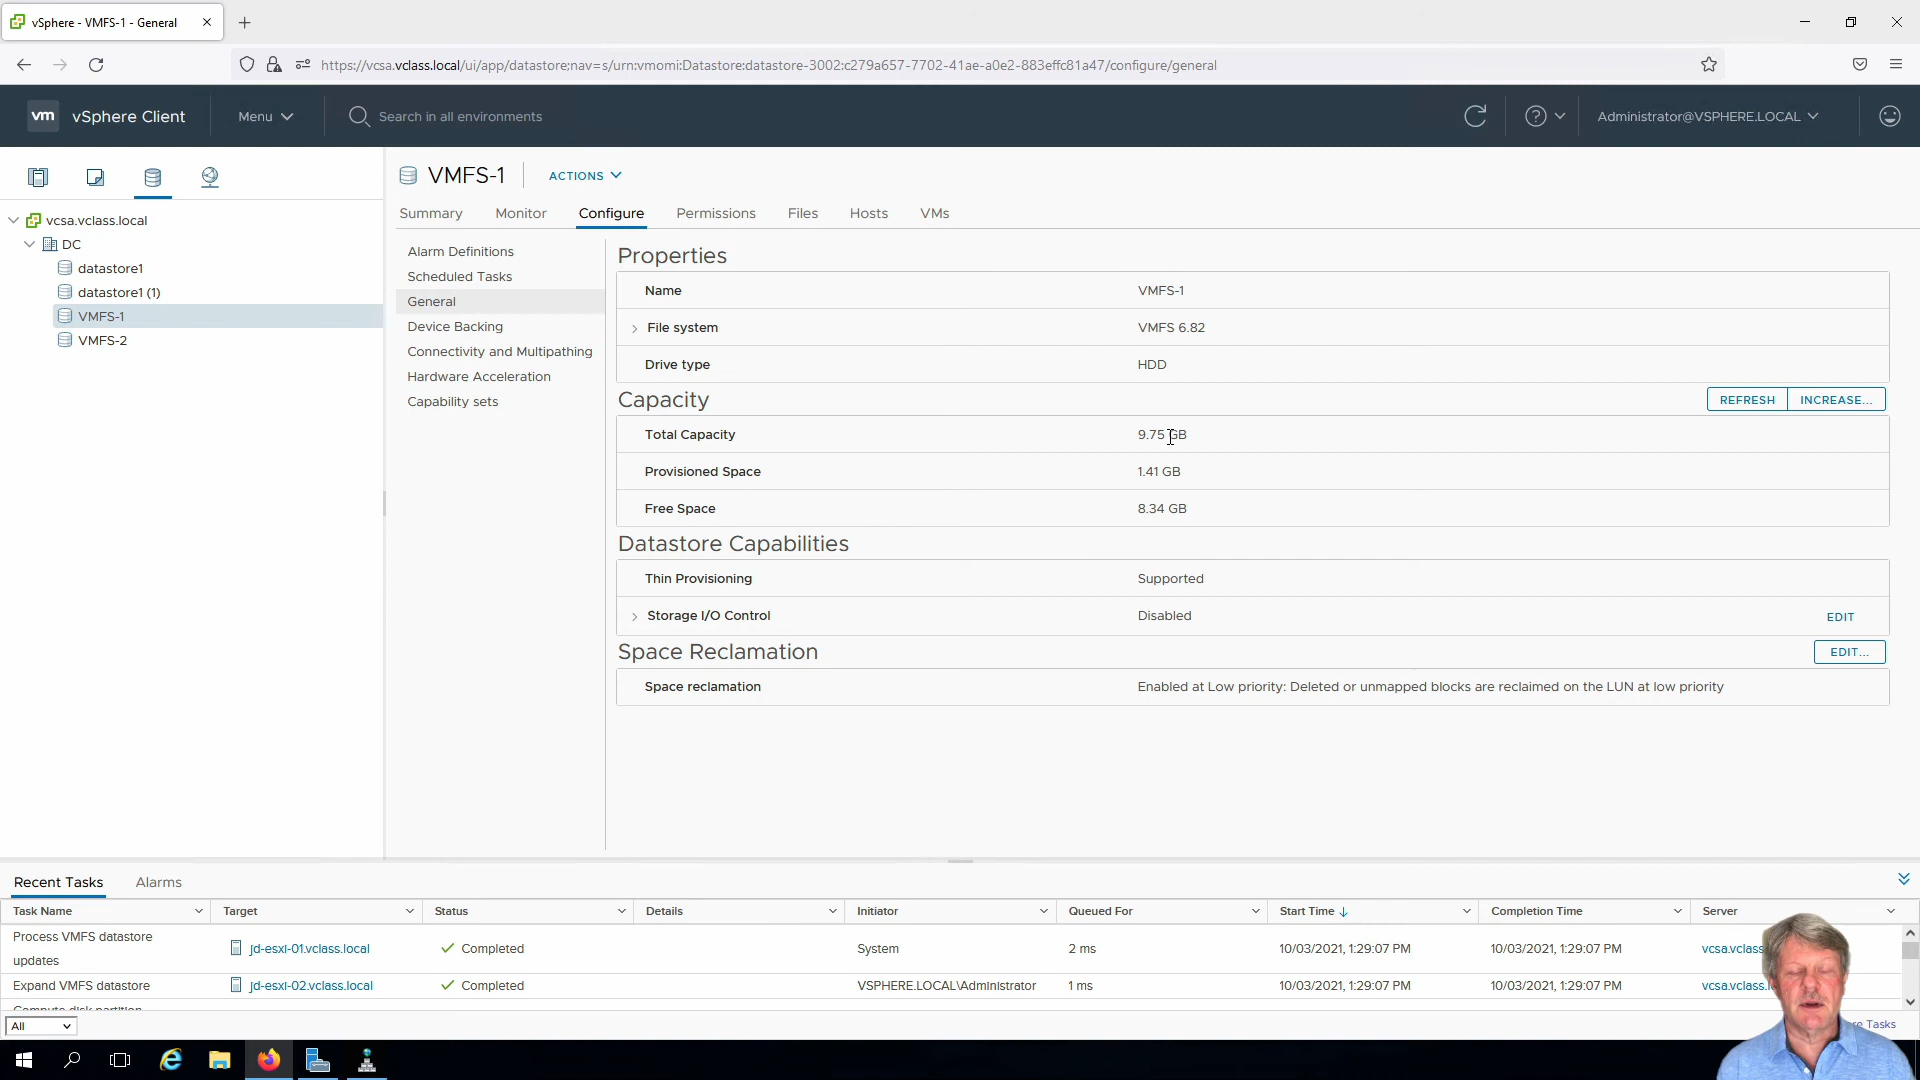 vSphere - VMFS-1 - General
https://vcsa.vclass.local/ui/app/datastore;nav=s/urn:vmomi:Datastore:datastore-3002:c279a657-7702-41ae-a0e2-883effc81a47/configure/general
vm vSphere Client Menu Search in all environments Administrator@VSPHERE.LOCAL
VMFS-1 ACTIONS
Summary Monitor Configure Permissions Files Hosts VMs
vcsa.vclass.local
DC
datastore1
datastore1 (1)
VMFS-1
VMFS-2
Alarm Definitions
Scheduled Tasks
General
Device Backing
Connectivity and Multipathing
Hardware Acceleration
Capability sets
Properties
Name VMFS-1
File system VMFS 6.82
Drive type HDD
Capacity REFRESH INCREASE...
Total Capacity 9.75 GB
Provisioned Space 1.41 GB
Free Space 8.34 GB
Datastore Capabilities
Thin Provisioning Supported
Storage I/O Control Disabled EDIT
Space Reclamation EDIT...
Space reclamation Enabled at Low priority: Deleted or unmapped blocks are reclaimed on the LUN at low priority
Recent Tasks Alarms
Task Name Target Status Details Initiator Queued For Start Time Completion Time Server
Process VMFS datastore
updates jd-esxi-01.vclass.local Completed System 2 ms 10/03/2021, 1:29:07 PM 10/03/2021, 1:29:07 PM
Expand VMFS datastore jd-esxi-02.vclass.local Completed VSPHERE.LOCAL\Administrator 1 ms 10/03/2021, 1:29:07 PM 10/03/2021, 1:29:07 PM
Compute disk partition
All Tasks